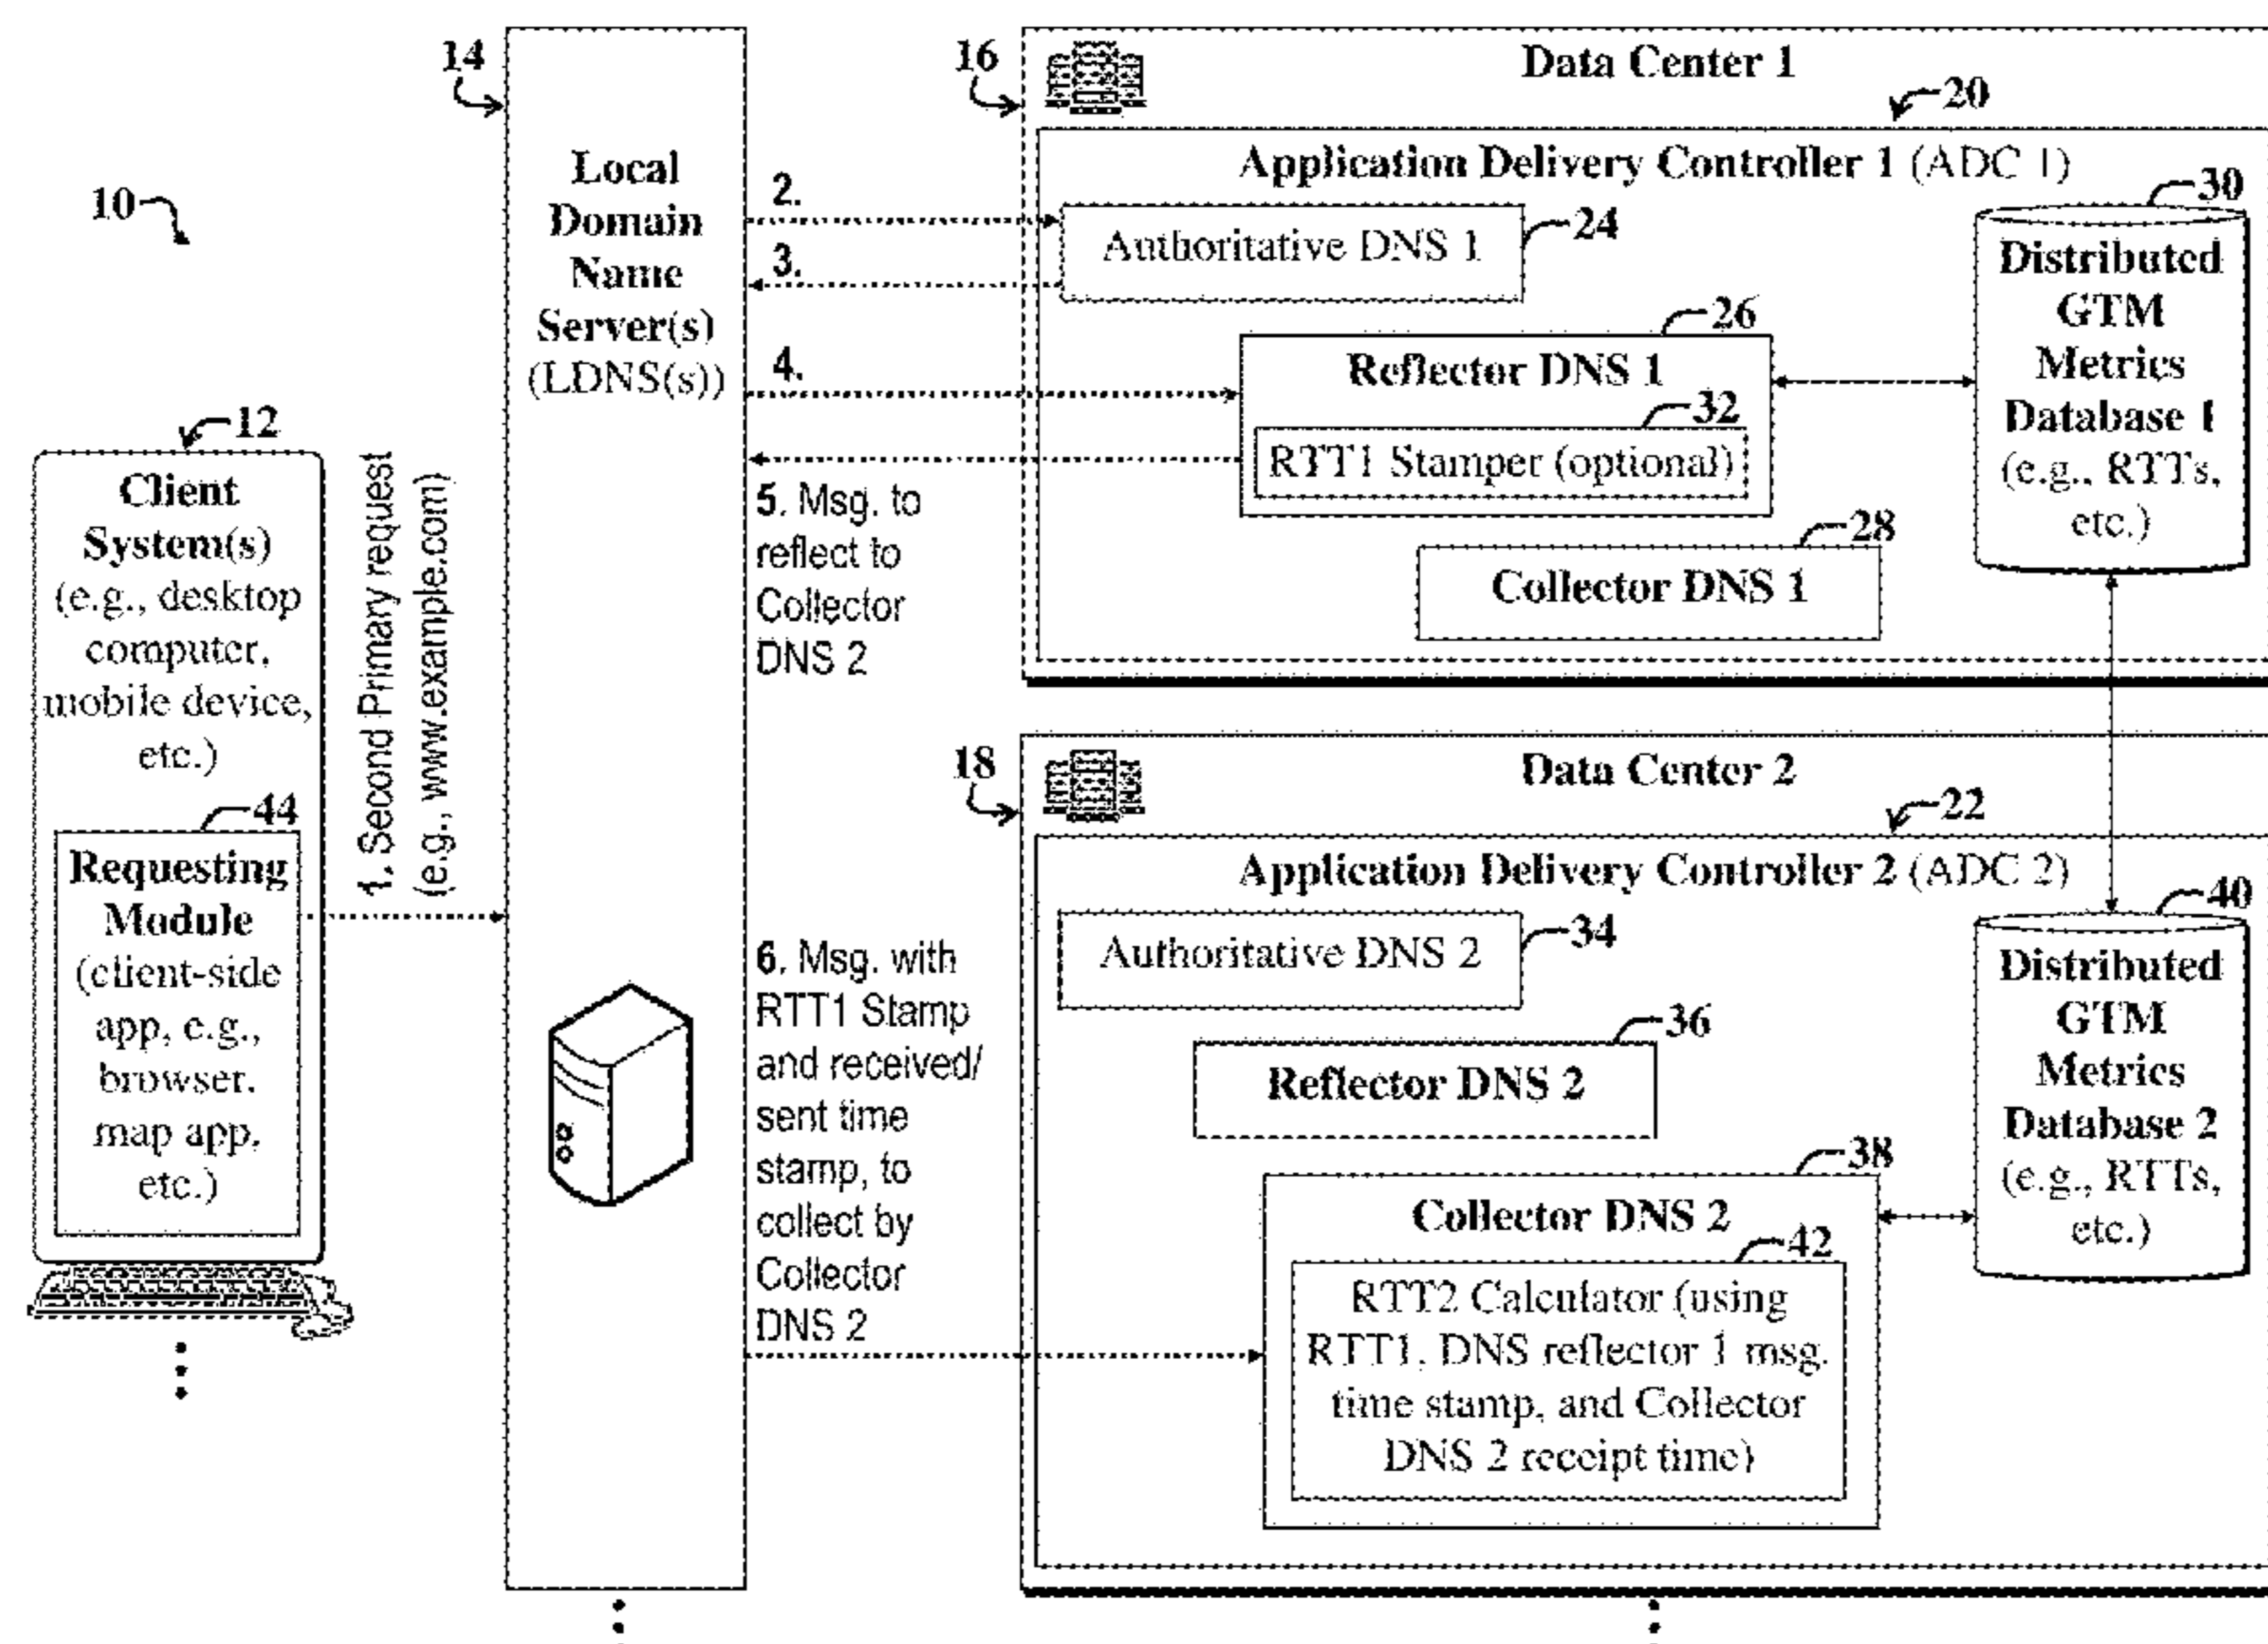 10
12
Client
System(s)
(e.g., desktop
computer,
mobile device,
etc.)
44
Requesting
Module
(client-side
app, e.g.,
browser,
map app,
etc.)
1. Second Primary request
(e.g., www.example.com)
14
Local
Domain
Name
Server(s)
(LDNS(s))
2.
3.
4.
5. Msg. to
reflect to
Collector
DNS 2
6. Msg. with
RTT1 Stamp
and received/
sent time
stamp, to
collect by
Collector
DNS 2
16
Data Center 1
20
Application Delivery Controller 1 (ADC 1)
Authoritative DNS 1
24
26
Reflector DNS 1
32
RTT1 Stamper (optional)
28
Collector DNS 1
30
Distributed
GTM
Metrics
Database 1
(e.g., RTTs,
etc.)
18
Data Center 2
22
Application Delivery Controller 2 (ADC 2)
Authoritative DNS 2
34
36
Reflector DNS 2
38
Collector DNS 2
42
RTT2 Calculator (using
RTT1, DNS reflector 1 msg.
time stamp, and Collector
DNS 2 receipt time)
40
Distributed
GTM
Metrics
Database 2
(e.g., RTTs,
etc.)